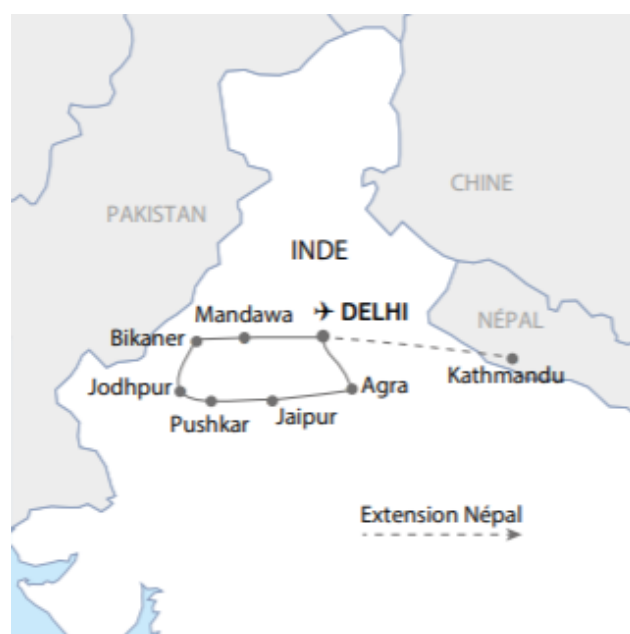 CHINE
PAKISTAN
INDE
Mandawa
DELHI
NÉPAL
Bikaner
Kathmandu
Jodhpur
Agra
Pushkar
Jaipur
Extension Népal